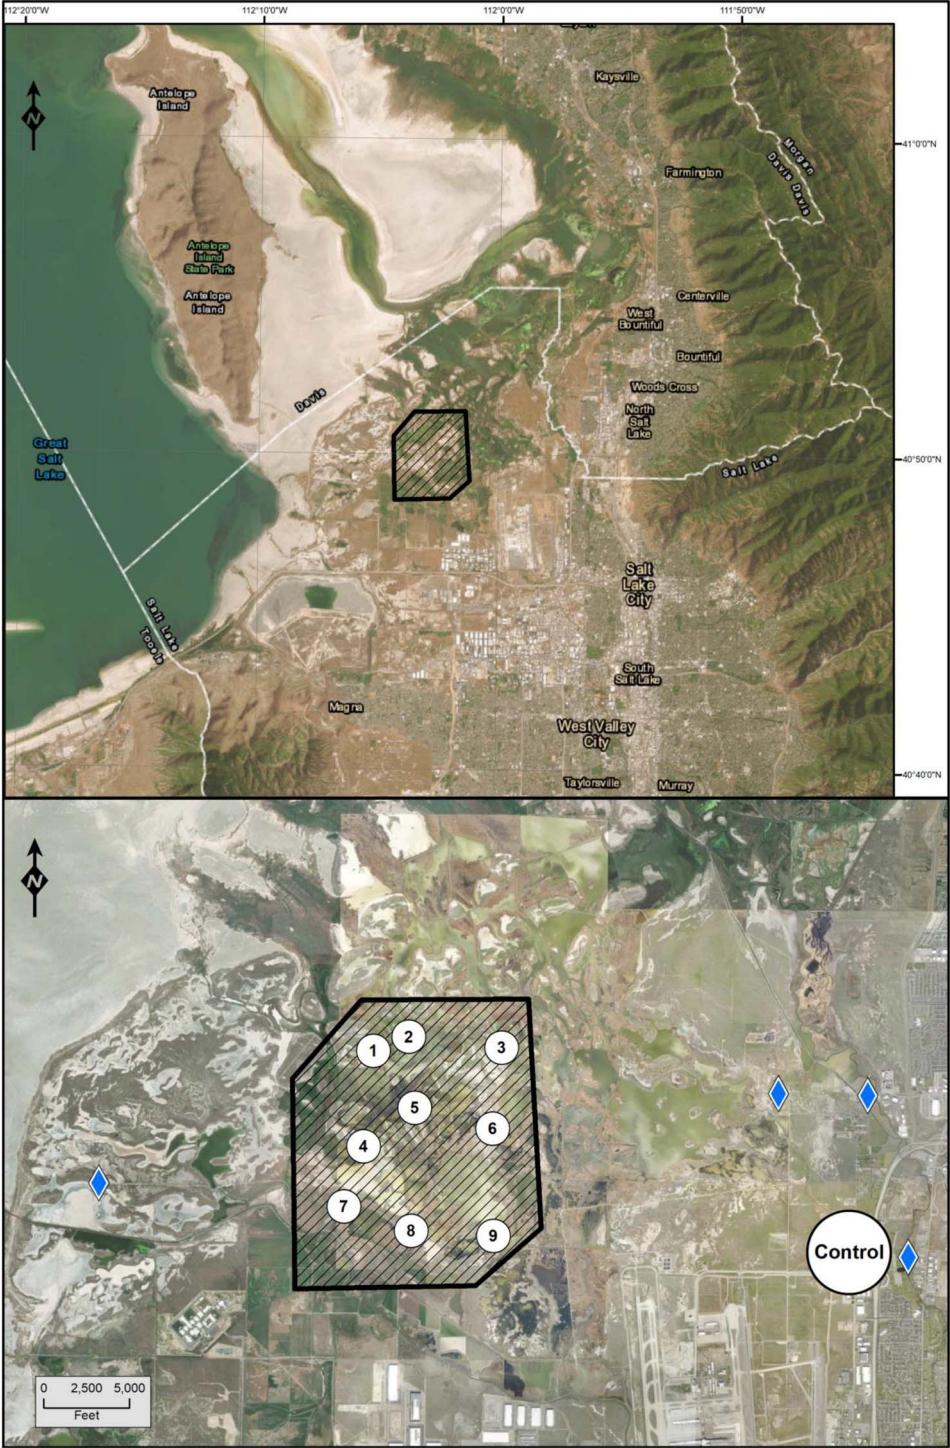 112°20'0"W
112°10'0"W
112°0'0"W
111°50'0"W
Kaysville
Antelope
Island
N
41°0'0"N
Morgan
Davis Davis
Farmington
Antelope
Island
State Park
Antelope
Island
Centerville
West
Bountiful
Bountiful
Davis
Woods Cross
North
Salt
Lake
Great
Salt
Lake
40°50'0"N
Salt Lake
Salt
Lake
City
Salt Lake
Tooele
South
Salt Lake
Magna
West Valley
City
40°40'0"N
Taylorsville
Murray
N
1
2
3
5
6
4
7
8
9
Control
0 2,500 5,000
Feet